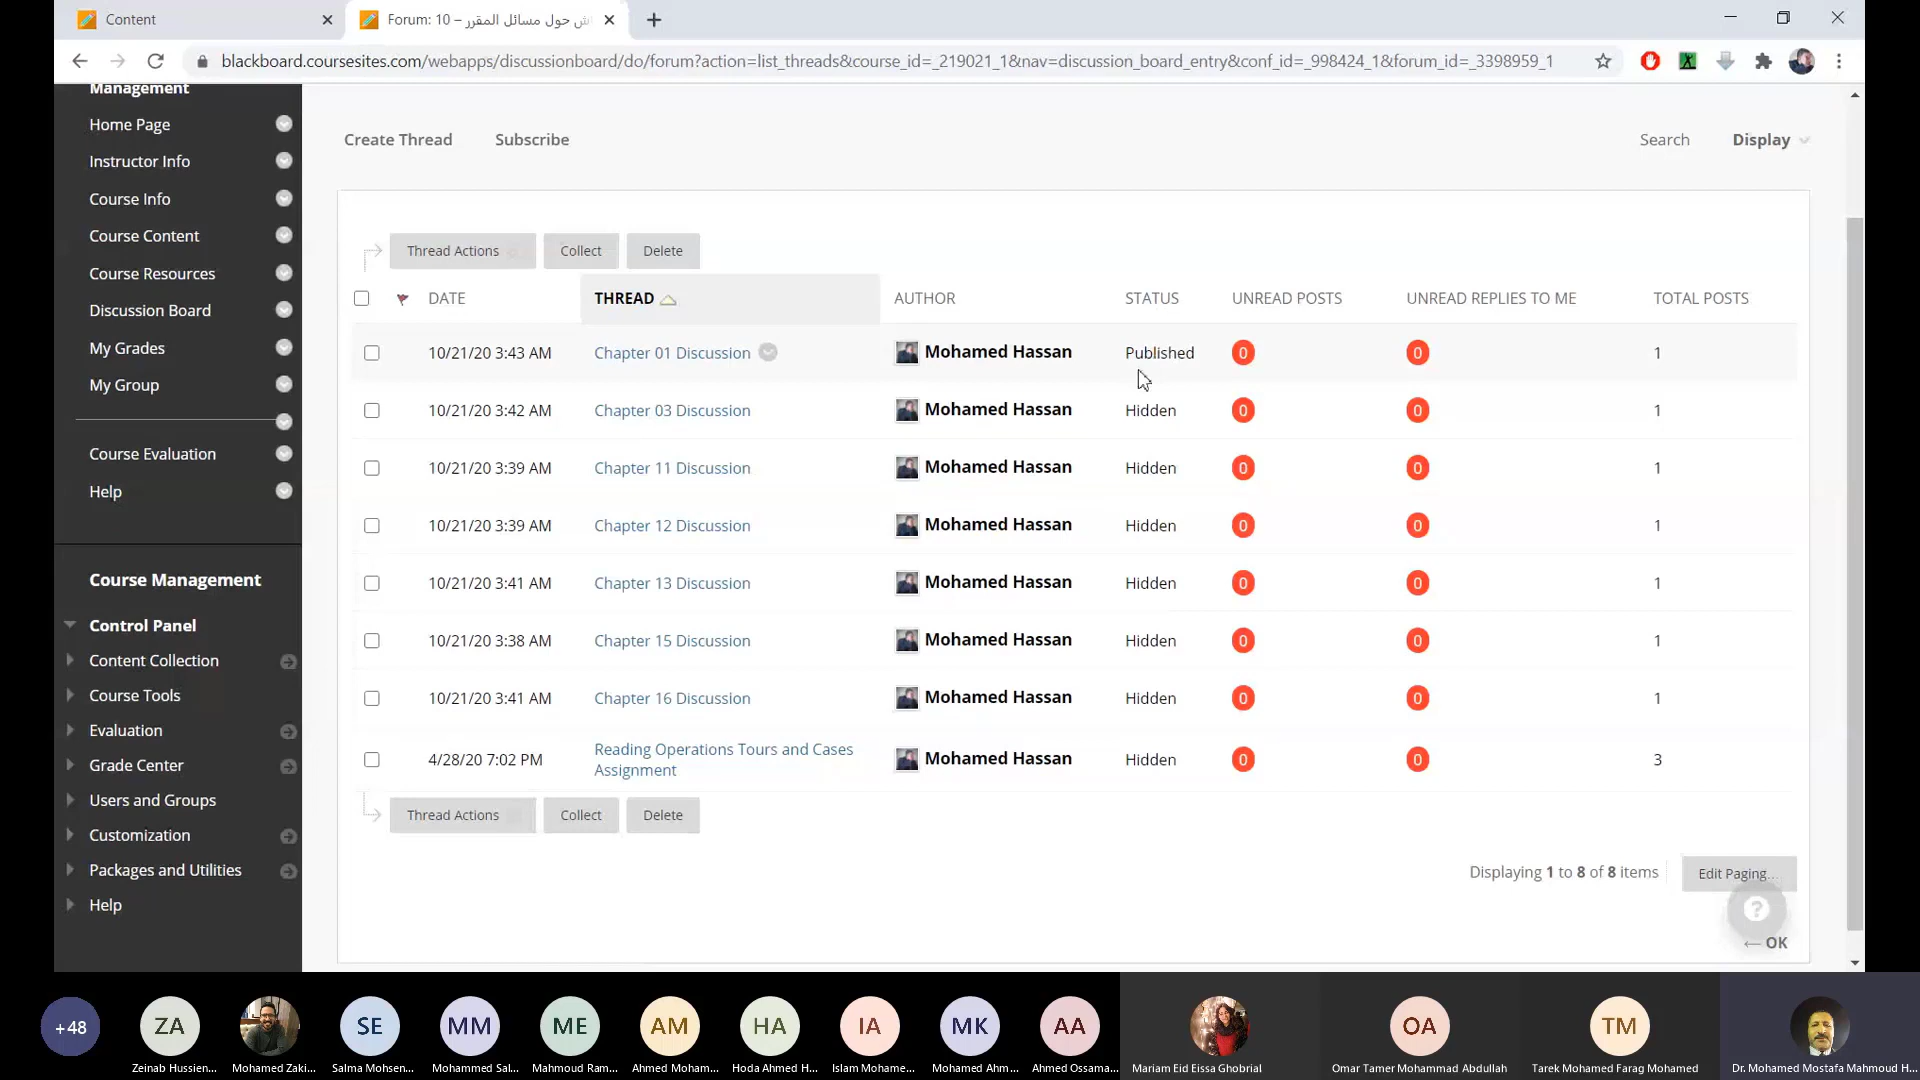 Content
Forum: 10 – ش حول مسائل المقرر
blackboard.coursesites.com/webapps/discussionboard/do/forum?action=list_threads&course_id=_219021_1&nav=discussion_board_entry&conf_id=_998424_1&forum_id=_3398959_1
Management
Home Page
Instructor Info
Course Info
Course Content
Course Resources
Discussion Board
My Grades
My Group
Course Evaluation
Help
Course Management
Control Panel
Content Collection
Course Tools
Evaluation
Grade Center
Users and Groups
Customization
Packages and Utilities
Help
Create Thread Subscribe Search Display
Thread Actions Collect Delete
DATE THREAD AUTHOR STATUS UNREAD POSTS UNREAD REPLIES TO ME TOTAL POSTS
10/21/20 3:43 AM Chapter 01 Discussion Mohamed Hassan Published 0 0 1
10/21/20 3:42 AM Chapter 03 Discussion Mohamed Hassan Hidden 0 0 1
10/21/20 3:39 AM Chapter 11 Discussion Mohamed Hassan Hidden 0 0 1
10/21/20 3:39 AM Chapter 12 Discussion Mohamed Hassan Hidden 0 0 1
10/21/20 3:41 AM Chapter 13 Discussion Mohamed Hassan Hidden 0 0 1
10/21/20 3:38 AM Chapter 15 Discussion Mohamed Hassan Hidden 0 0 1
10/21/20 3:41 AM Chapter 16 Discussion Mohamed Hassan Hidden 0 0 1
4/28/20 7:02 PM Reading Operations Tours and Cases Assignment Mohamed Hassan Hidden 0 0 3
Thread Actions Collect Delete
Displaying 1 to 8 of 8 items Edit Paging...
?
← OK
+48 ZA SE MM ME AM HA IA MK AA OA TM
Zeinab Hussien... Mohamed Zaki... Salma Mohsen... Mohammed Sal... Mahmoud Ram... Ahmed Moham... Hoda Ahmed H... Islam Mohame... Mohamed Ahm... Ahmed Ossama... Mariam Eid Eissa Ghobrial Omar Tamer Mohammad Abdullah Tarek Mohamed Farag Mohamed Dr. Mohamed Mostafa Mahmoud H...